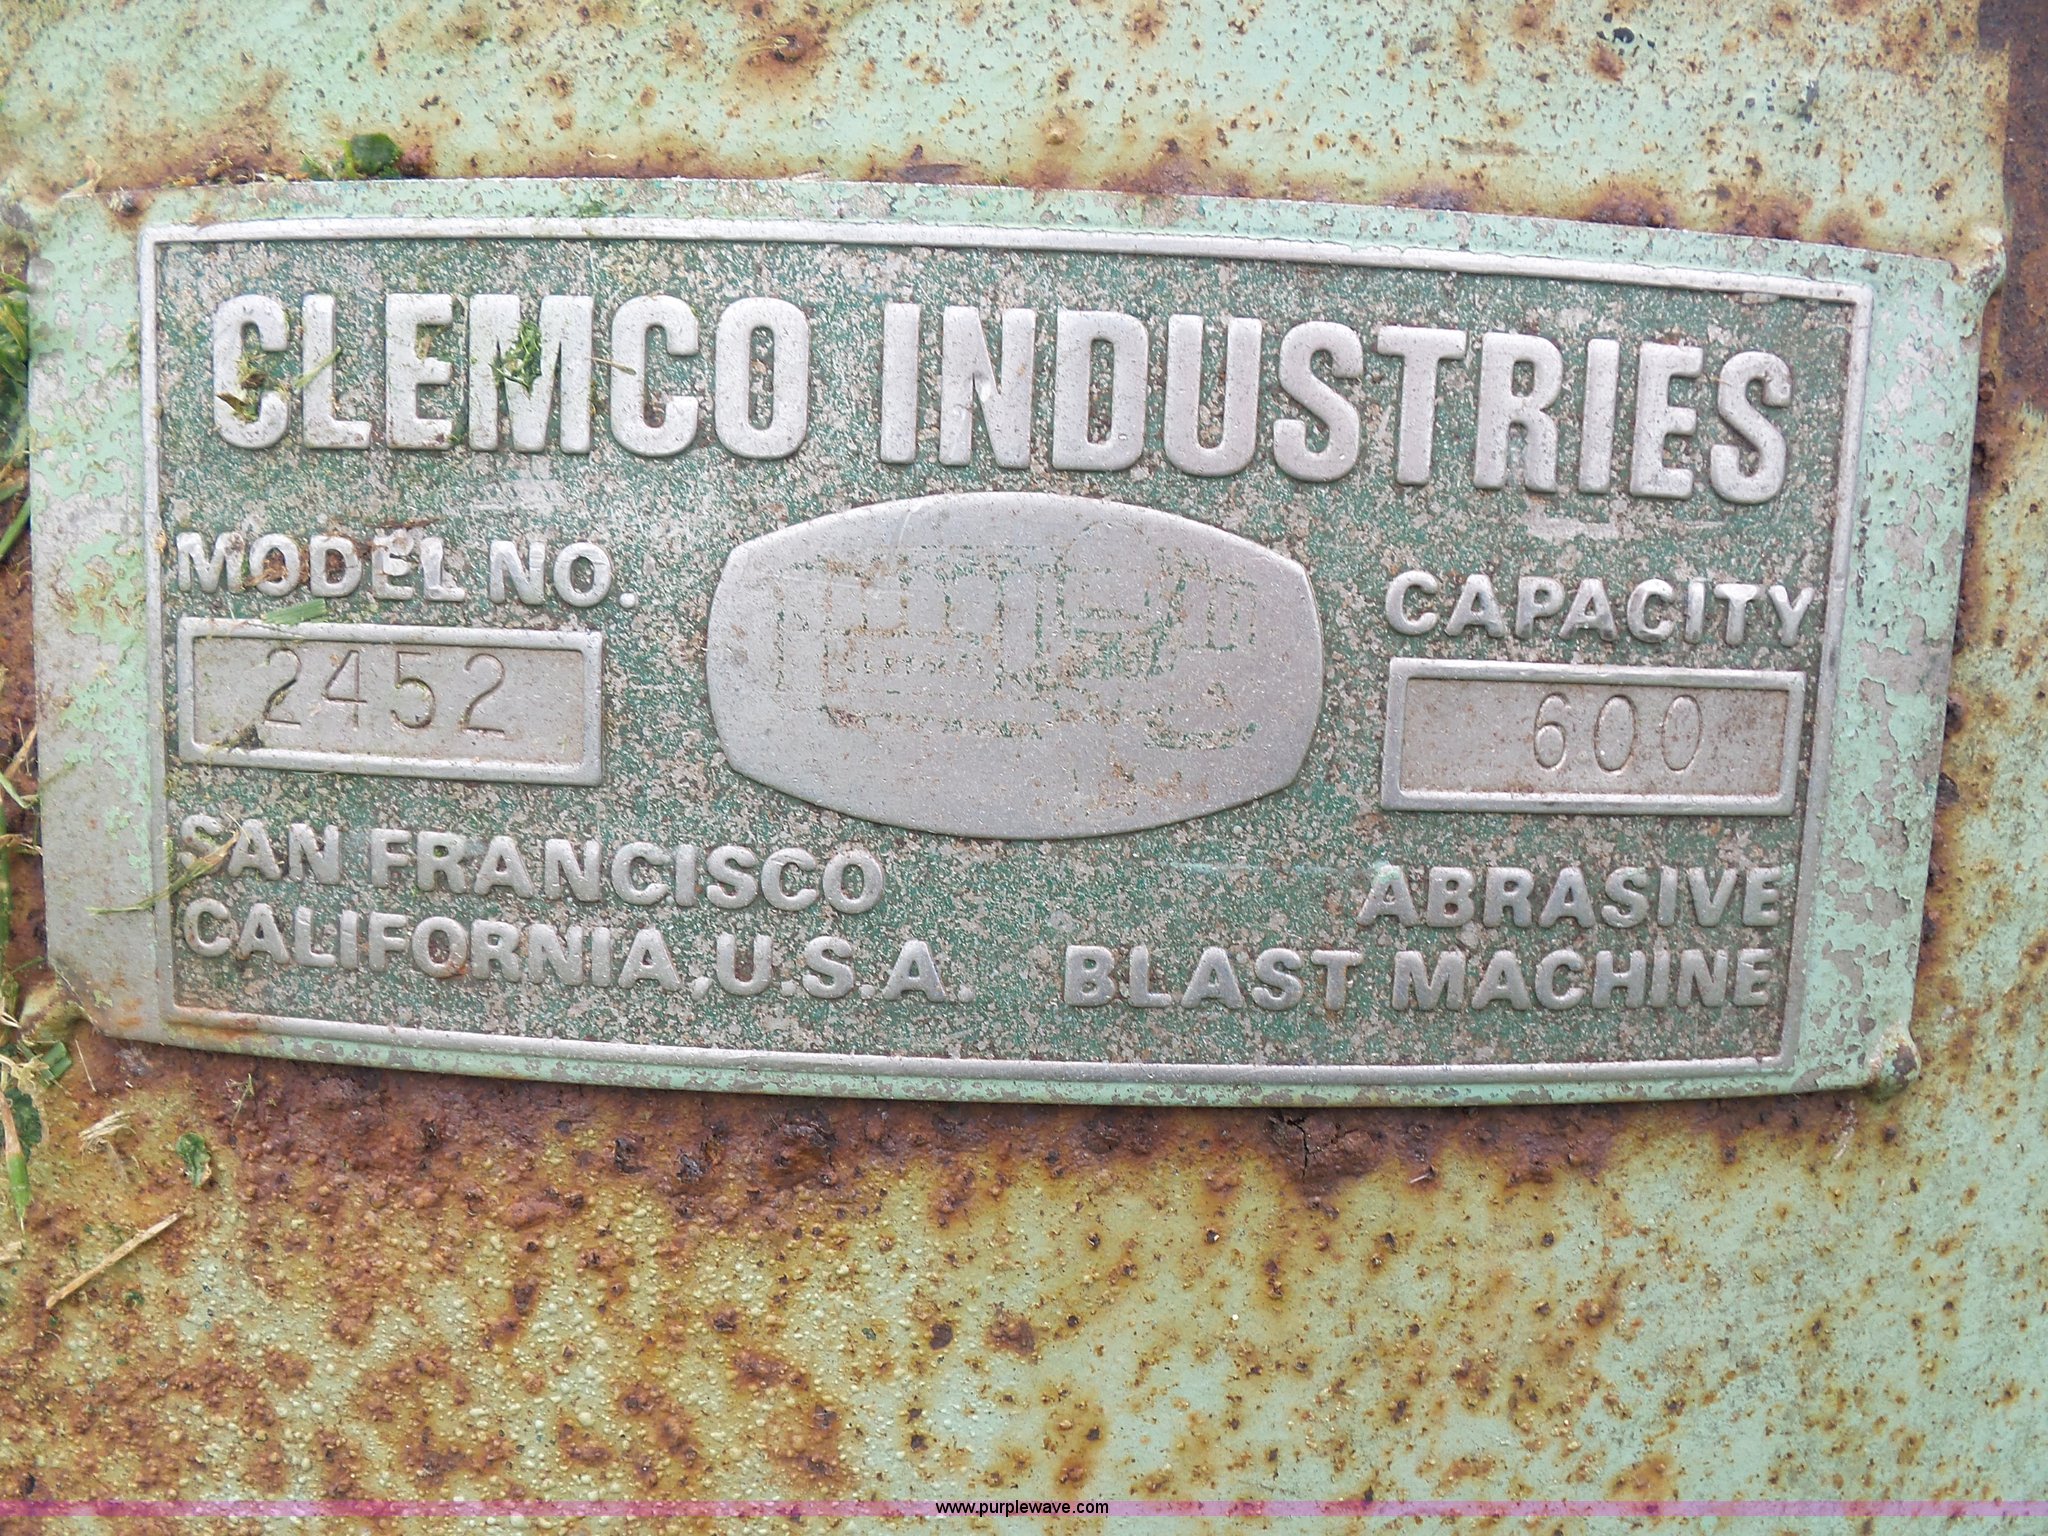 CLEMCO INDUSTRIES
MODEL NO.
2452
CAPACITY
600
SAN FRANCISCO
CALIFORNIA, U.S.A.
ABRASIVE
BLAST MACHINE
www.purplewave.com